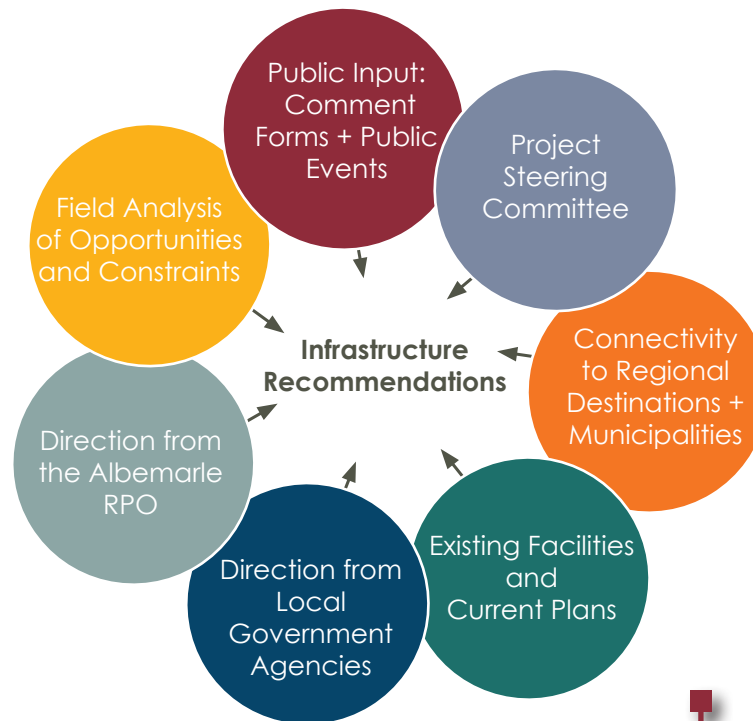 Public Input:
Comment
Forms + Public
Events
Project
Steering
Committee
Field Analysis
of Opportunities
and Constraints
Connectivity
to Regional
Destinations +
Municipalities
Infrastructure
Recommendations
Direction from
the Albemarle
RPO
Existing Facilities
and
Current Plans
Direction from
Local
Government
Agencies